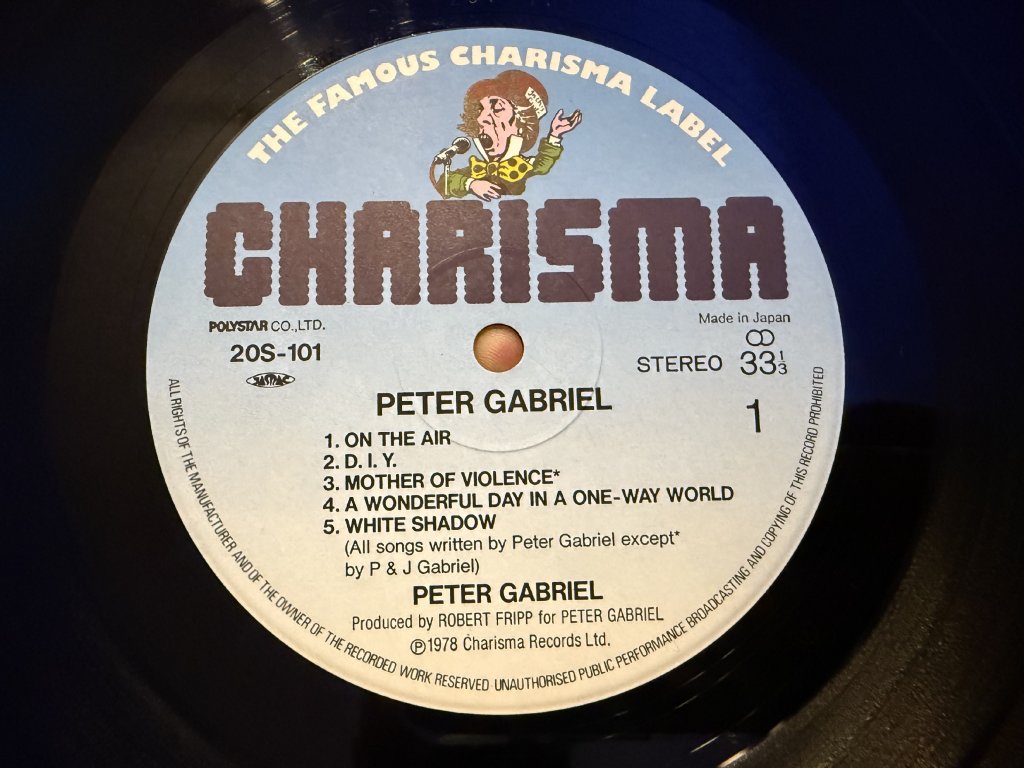 THE FAMOUS CHARISMA LABEL
CHARISMA
POLYSTAR CO.,LTD.
Made in Japan
20S-101
JASRAC
STEREO 33⅓
PETER GABRIEL
1
1. ON THE AIR
2. D. I. Y.
3. MOTHER OF VIOLENCE*
4. A WONDERFUL DAY IN A ONE-WAY WORLD
5. WHITE SHADOW
(All songs written by Peter Gabriel except*
by P & J Gabriel)
PETER GABRIEL
Produced by ROBERT FRIPP for PETER GABRIEL
℗1978 Charisma Records Ltd.
ALL RIGHTS OF THE MANUFACTURER AND OF THE OWNER OF THE RECORDED WORK RESERVED UNAUTHORISED PUBLIC PERFORMANCE BROADCASTING AND COPYING OF THIS RECORD PROHIBITED